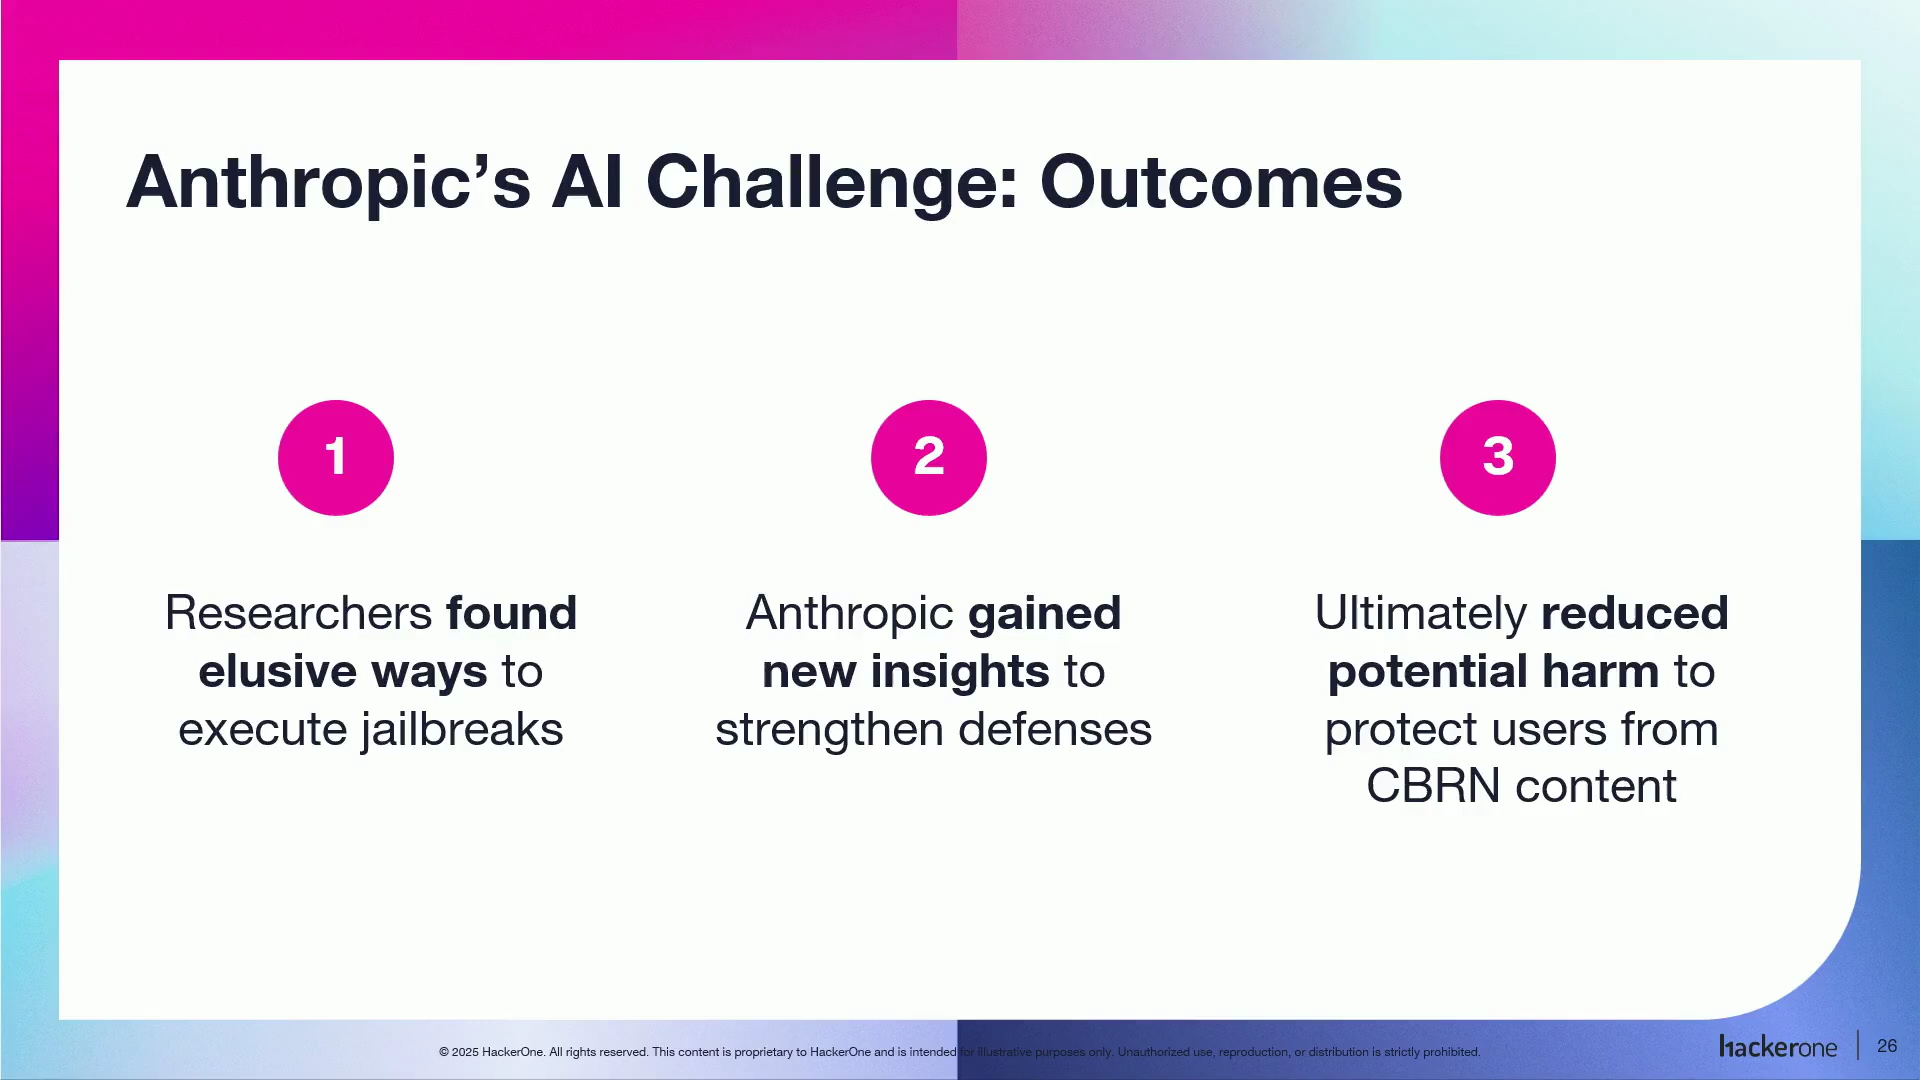 Anthropic’s AI Challenge: Outcomes
1
Researchers found
elusive ways to
execute jailbreaks
2
Anthropic gained
new insights to
strengthen defenses
3
Ultimately reduced
potential harm to
protect users from
CBRN content
© 2025 HackerOne. All rights reserved. This content is proprietary to HackerOne and is intended for illustrative purposes only. Unauthorized use, reproduction, or distribution is strictly prohibited.
hackerone
26